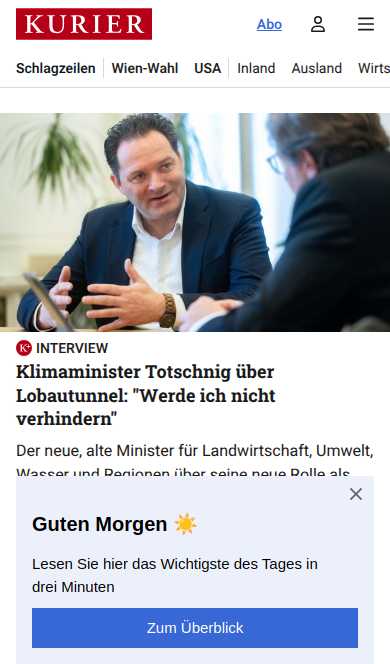 KURIER
Abo
Schlagzeilen Wien-Wahl USA Inland Ausland Wirts
K+ INTERVIEW
Klimaminister Totschnig über
Lobautunnel: "Werde ich nicht
verhindern"
Der neue, alte Minister für Landwirtschaft, Umwelt,
Wasser und Regionen über seine neue Rolle als
Guten Morgen ☀️
Lesen Sie hier das Wichtigste des Tages in
drei Minuten
Zum Überblick